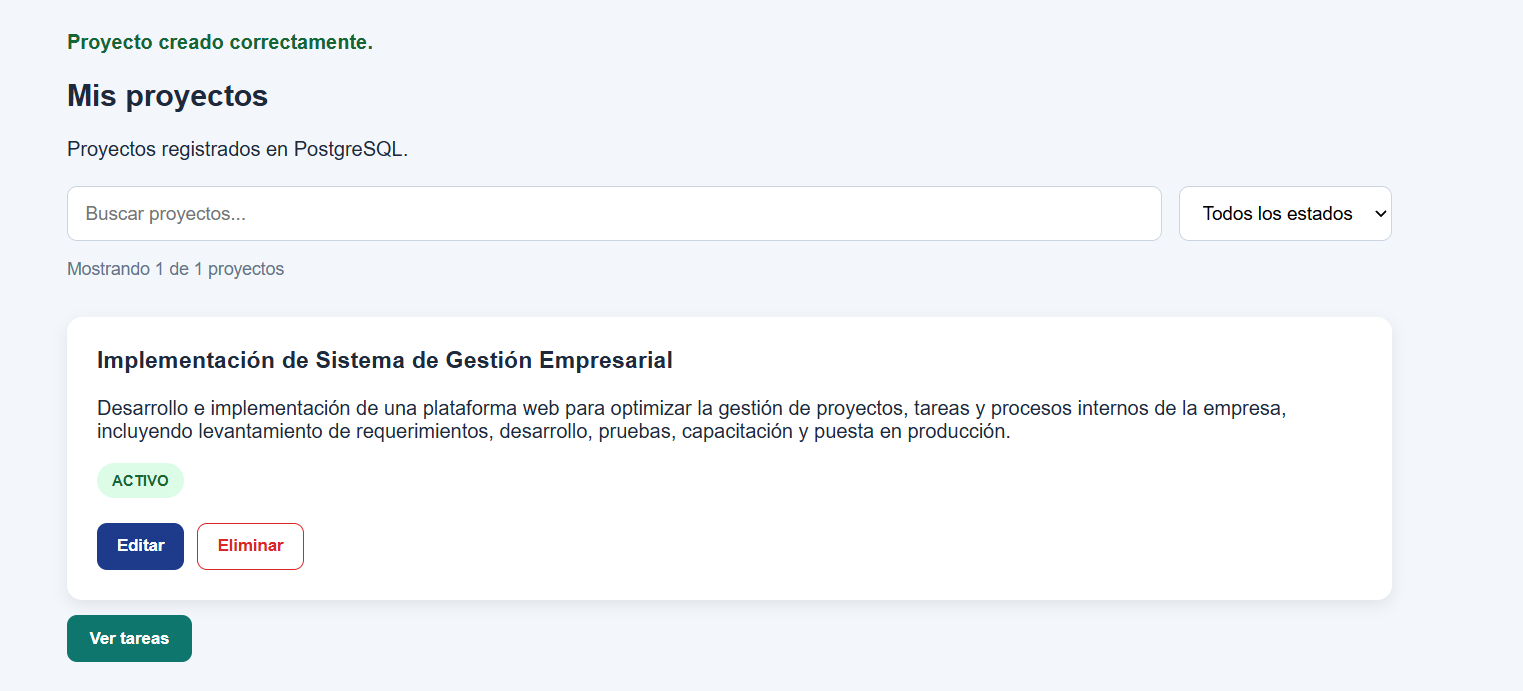 Proyecto creado correctamente.
Mis proyectos
Proyectos registrados en PostgreSQL.
Buscar proyectos...
Todos los estados
Mostrando 1 de 1 proyectos
Implementación de Sistema de Gestión Empresarial
Desarrollo e implementación de una plataforma web para optimizar la gestión de proyectos, tareas y procesos internos de la empresa,
incluyendo levantamiento de requerimientos, desarrollo, pruebas, capacitación y puesta en producción.
ACTIVO
Editar
Eliminar
Ver tareas